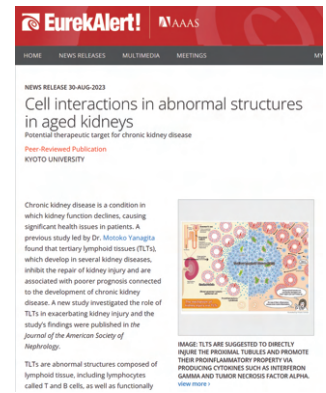 EurekAlert! AAAS
HOME NEWS RELEASES MULTIMEDIA MEETINGS MY
NEWS RELEASE 30-AUG-2023
Cell interactions in abnormal structures
in aged kidneys
Potential therapeutic target for chronic kidney disease
Peer-Reviewed Publication
KYOTO UNIVERSITY
Chronic kidney disease is a condition in
which kidney function declines, causing
significant health issues in patients. A
previous study led by Dr. Motoko Yanagita
found that tertiary lymphoid tissues (TLTs),
which develop in several kidney diseases,
inhibit the repair of kidney injury and are
associated with poorer prognosis connected
to the development of chronic kidney
disease. A new study investigated the role of
TLTs in exacerbating kidney injury and the
study's findings were published in the
Journal of the American Society of
Nephrology.
TLTs are abnormal structures composed of
lymphoid tissue, including lymphocytes
called T and B cells, as well as functionally
IMAGE: TLTS ARE SUGGESTED TO DIRECTLY
INJURE THE PROXIMAL TUBULES AND PROMOTE
THEIR PROINFLAMMATORY PROPERTY VIA
PRODUCING CYTOKINES SUCH AS INTERFERON
GAMMA AND TUMOR NECROSIS FACTOR ALPHA.
view more ›